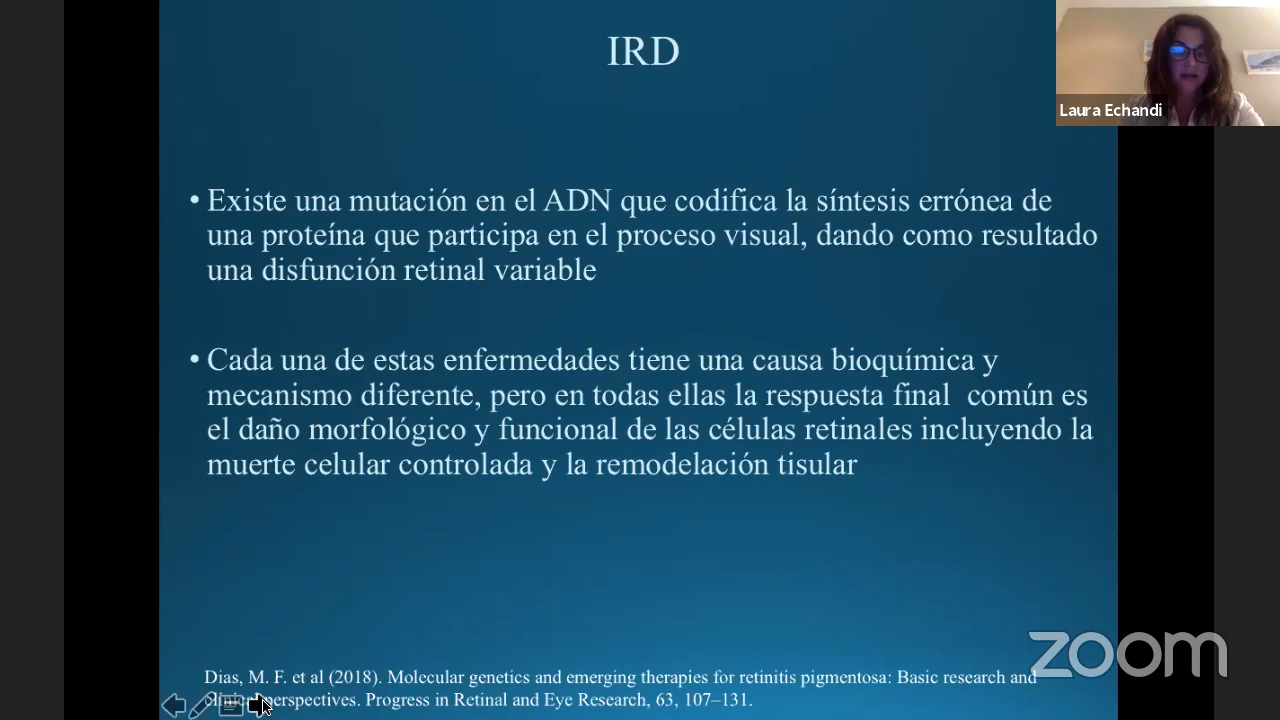 IRD
Laura Echandi
• Existe una mutación en el ADN que codifica la síntesis errónea de
una proteína que participa en el proceso visual, dando como resultado
una disfunción retinal variable
• Cada una de estas enfermedades tiene una causa bioquímica y
mecanismo diferente, pero en todas ellas la respuesta final  común es
el daño morfológico y funcional de las células retinales incluyendo la
muerte celular controlada y la remodelación tisular
zoom
Dias, M. F. et al (2018). Molecular genetics and emerging therapies for retinitis pigmentosa: Basic research and
Clinical perspectives. Progress in Retinal and Eye Research, 63, 107–131.